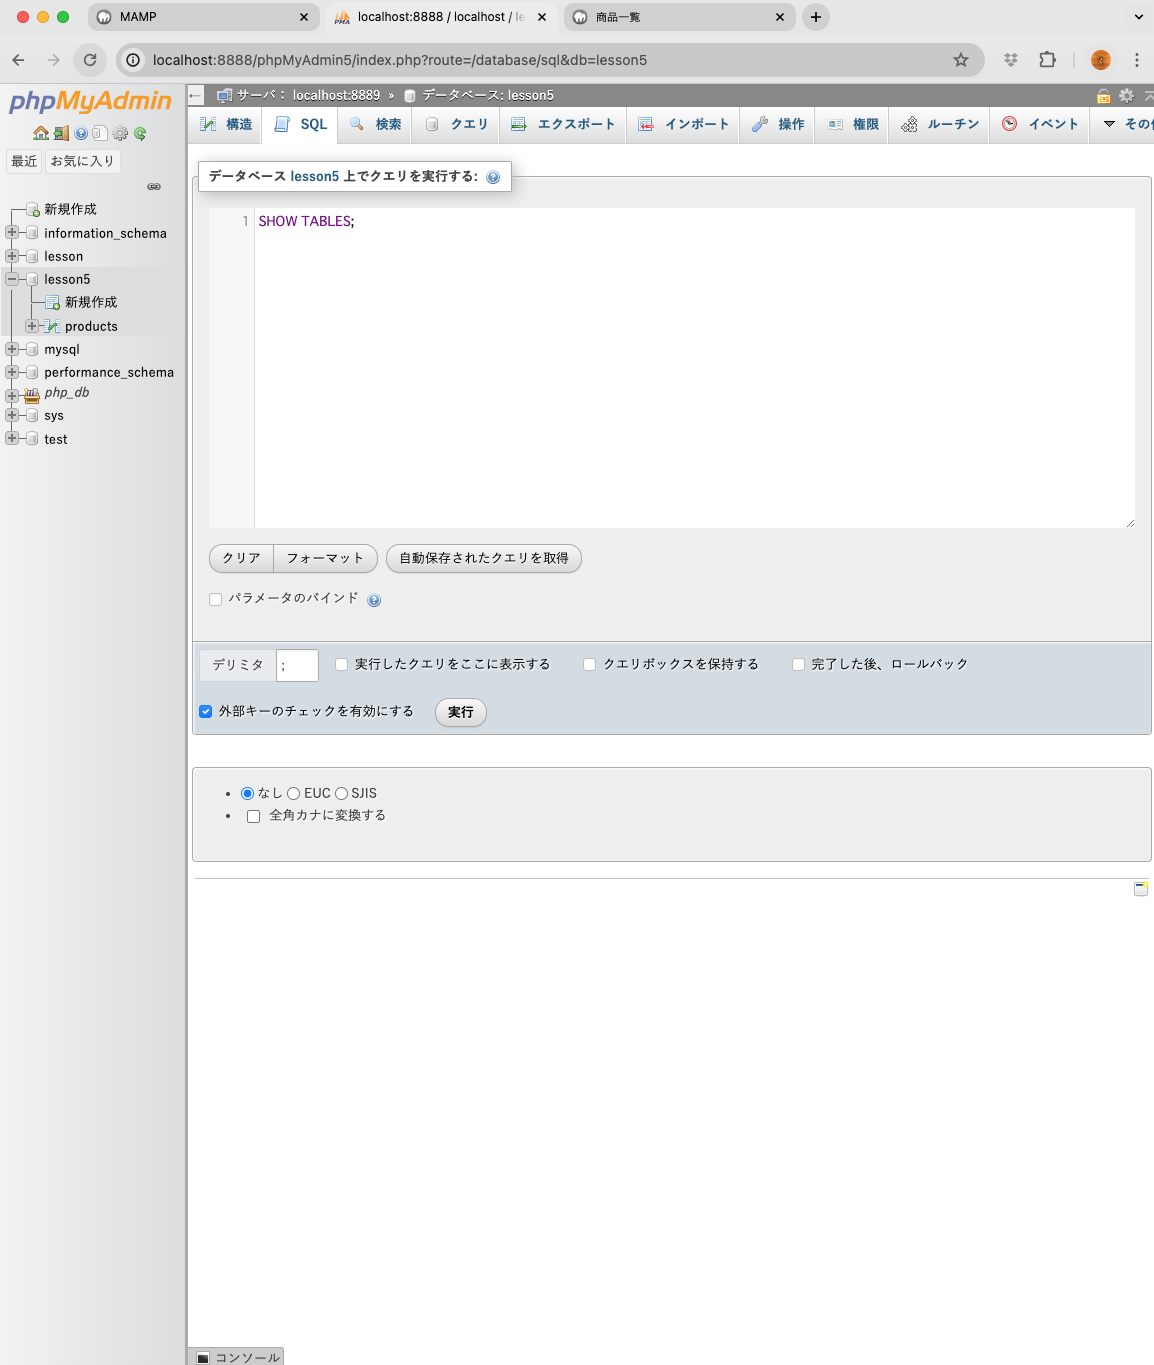 MAMP
localhost:8888 / localhost / le
商品一覧
localhost:8888/phpMyAdmin5/index.php?route=/database/sql&db=lesson5
phpMyAdmin
最近
お気に入り
新規作成
information_schema
lesson
lesson5
新規作成
products
mysql
performance_schema
php_db
sys
test
サーバ： localhost:8889 » データベース: lesson5
構造
SQL
検索
クエリ
エクスポート
インポート
操作
権限
ルーチン
イベント
その他
データベース lesson5 上でクエリを実行する:
1 SHOW TABLES;
クリア
フォーマット
自動保存されたクエリを取得
パラメータのバインド
デリミタ ;
実行したクエリをここに表示する
クエリボックスを保持する
完了した後、ロールバック
外部キーのチェックを有効にする
実行
なし EUC SJIS
全角カナに変換する
コンソール